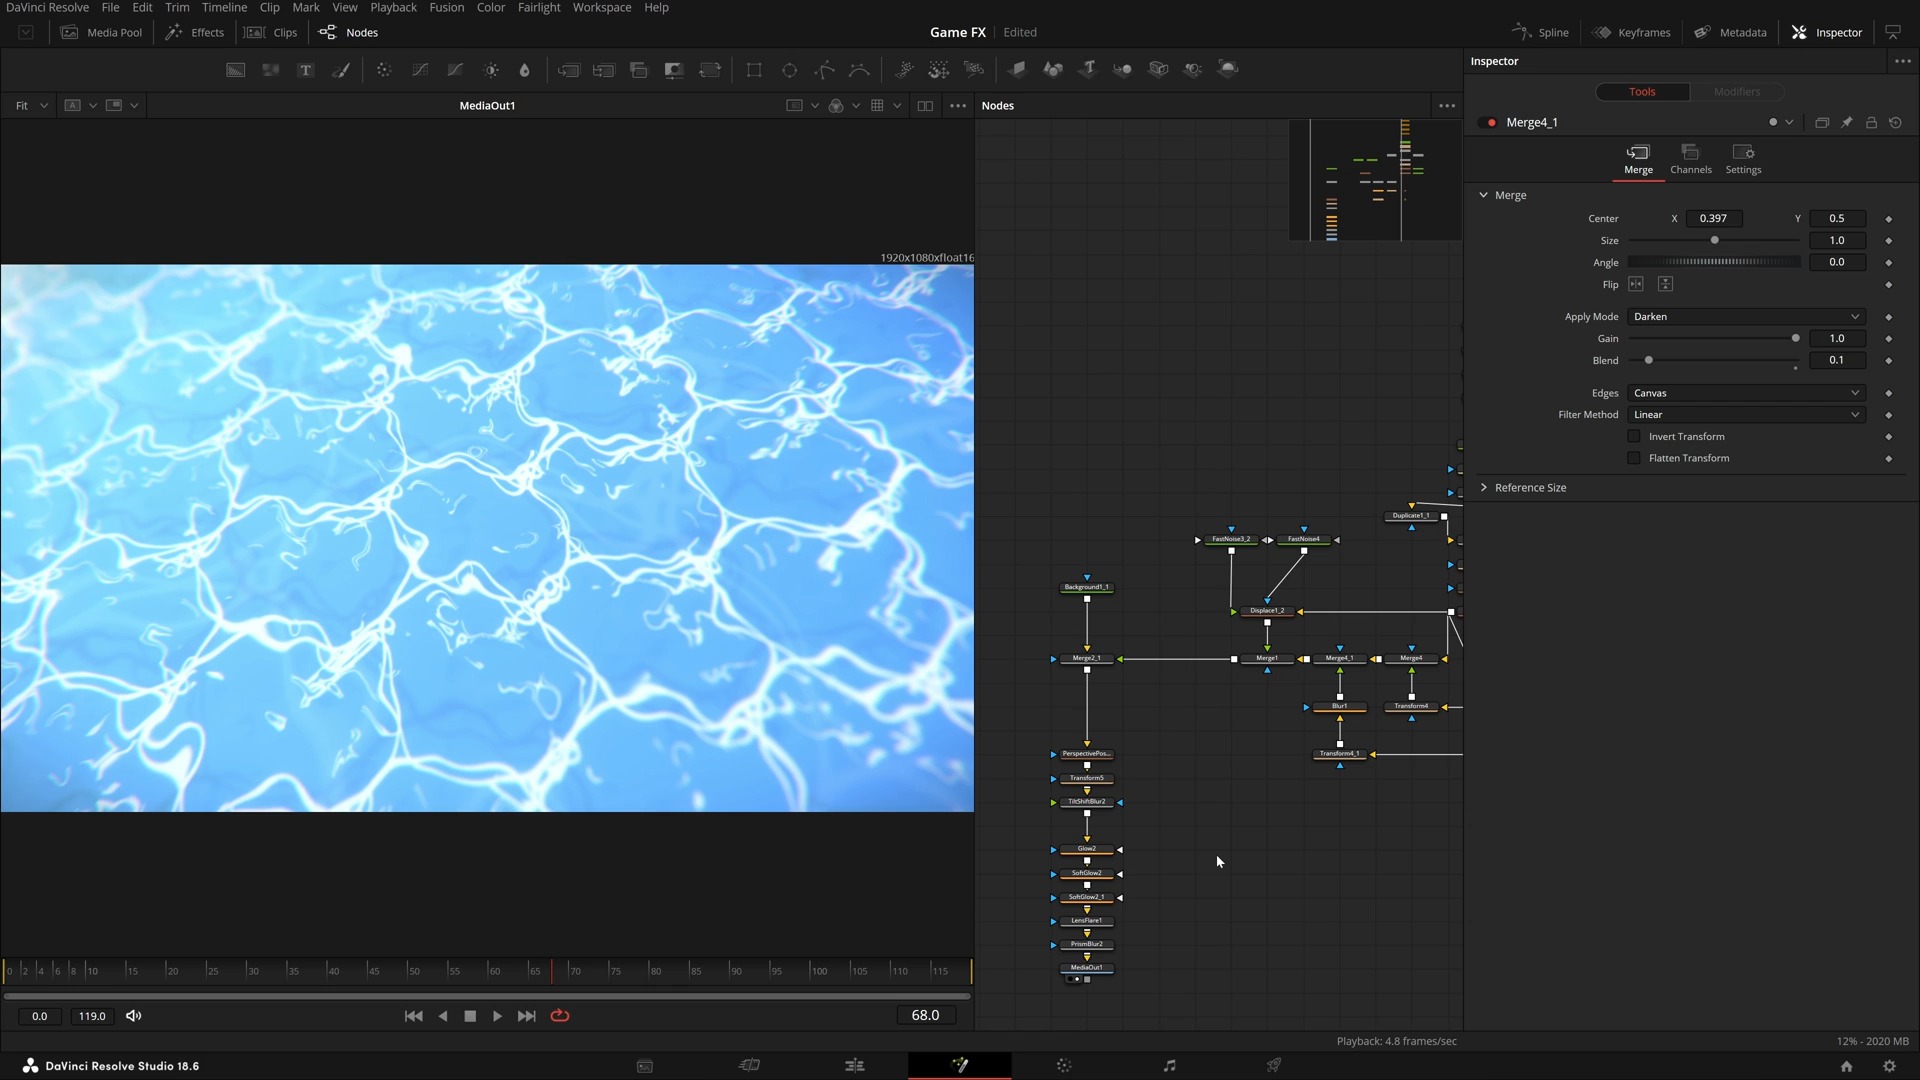 DaVinci Resolve File Edit Trim Timeline Clip Mark View Playback Fusion Color Fairlight Workspace Help
Media Pool Effects Clips Nodes Game FX Edited Spline Keyframes Metadata Inspector
T
Inspector
Fit A MediaOut1 Nodes
Tools Modifiers
Merge4_1
Merge Channels Settings
Merge
Center X 0.397 Y 0.5
Size 1.0
Angle 0.0
Flip
Apply Mode Darken
Gain 1.0
Blend 0.1
Edges Canvas
Filter Method Linear
Invert Transform
Flatten Transform
Reference Size
1920x1080xfloat16
Duplicate1_1
FastNoise3_2 FastNoise4
Background1_1
Displace1_2
Merge2_1 Merge1 Merge4_1 Merge4
Blur1 Transform4
PerspectivePos... Transform4_1
Transform5
TiltShiftBlur2
Glow2
SoftGlow2
SoftGlow2_1
LensFlare1
PrismBlur2
MediaOut1
0 2 4 6 8 10 15 20 25 30 35 40 45 50 55 60 65 70 75 80 85 90 95 100 105 110 115
0.0 119.0 68.0
Playback: 4.8 frames/sec 12% - 2020 MB
DaVinci Resolve Studio 18.6